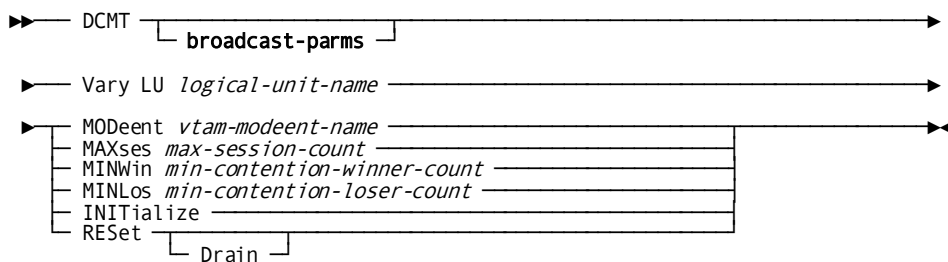 DCMT
broadcast-parms
Vary LU logical-unit-name
MODeent vtam-modeent-name
MAXses max-session-count
MINWin min-contention-winner-count
MINLos min-contention-loser-count
INITialize
RESet
Drain